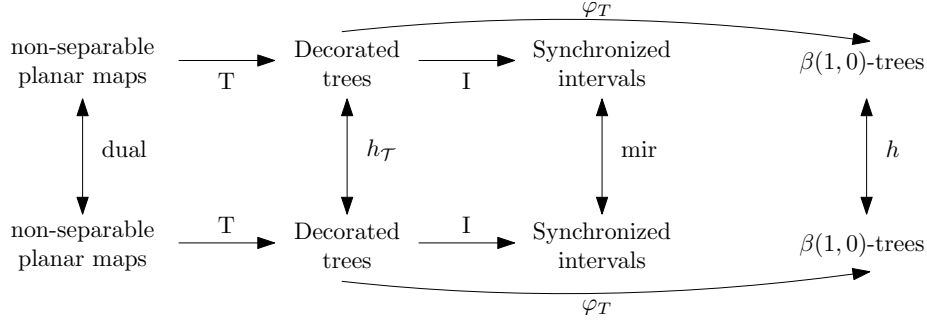 φ_T
non-separable planar maps
T
Decorated trees
I
Synchronized intervals
β(1, 0)-trees
dual
h_𝒯
mir
h
non-separable planar maps
T
Decorated trees
I
Synchronized intervals
β(1, 0)-trees
φ_T